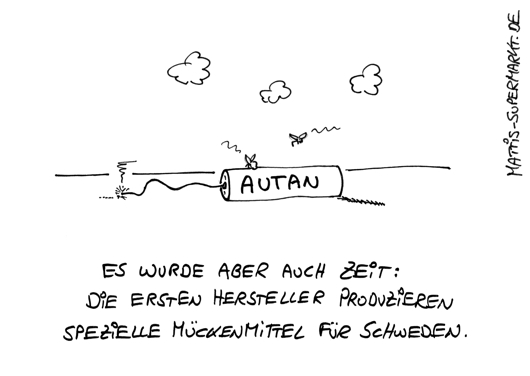 MATTIS-SUPERMARKT.DE
AUTAN
ES WURDE ABER AUCH ZEIT:
DIE ERSTEN HERSTELLER PRODUZIEREN
SPEZIELLE MÜCKENMITTEL FÜR SCHWEDEN.